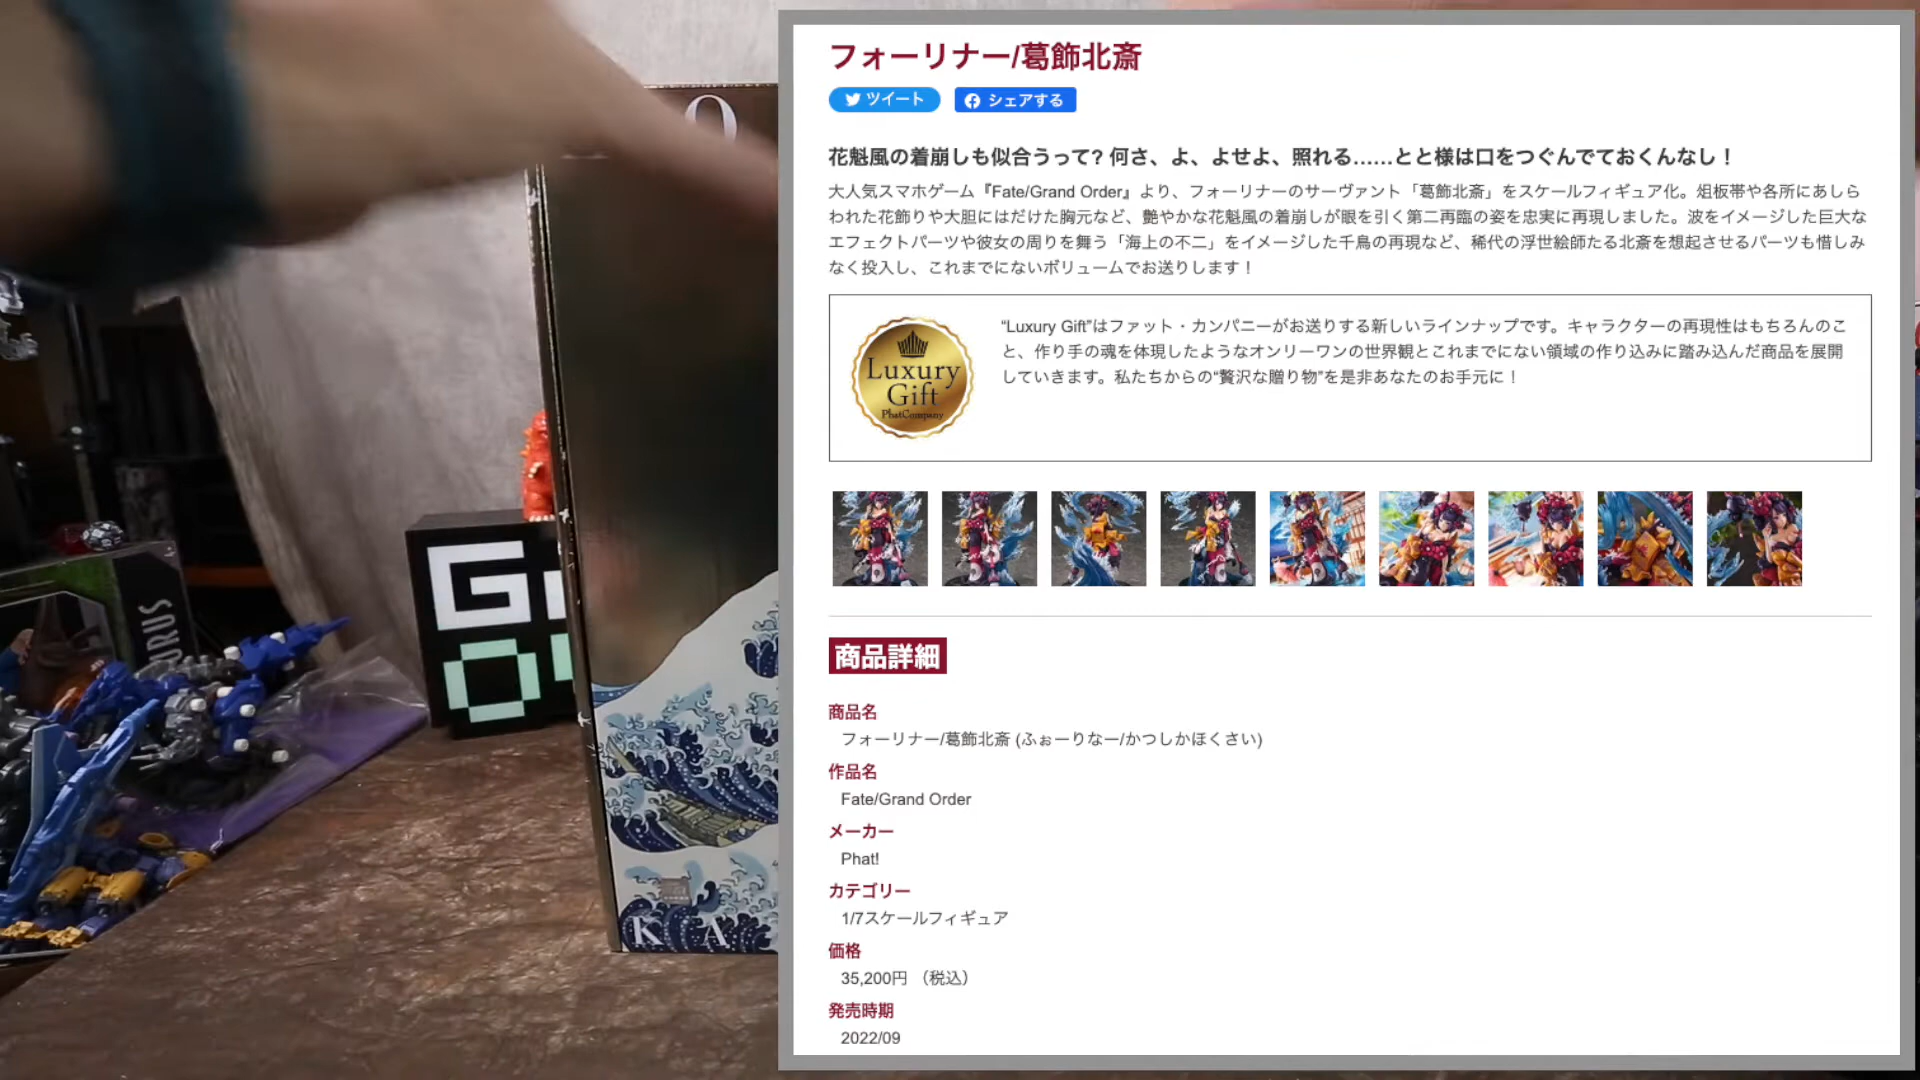 フォーリナー/葛飾北斎
ツイート
シェアする
花魁風の着崩しも似合うって? 何さ、よ、よせよ、照れる……とと様は口をつぐんでておくんなし！
大人気スマホゲーム『Fate/Grand Order』より、フォーリナーのサーヴァント「葛飾北斎」をスケールフィギュア化。俎板帯や各所にあしら
われた花飾りや大胆にはだけた胸元など、艶やかな花魁風の着崩しが眼を引く第二再臨の姿を忠実に再現しました。波をイメージした巨大な
エフェクトパーツや彼女の周りを舞う「海上の不二」をイメージした千鳥の再現など、稀代の浮世絵師たる北斎を想起させるパーツも惜しみ
なく投入し、これまでにないボリュームでお送りします！
Luxury
Gift
PhatCompany
“Luxury Gift”はファット・カンパニーがお送りする新しいラインナップです。キャラクターの再現性はもちろんのこ
と、作り手の魂を体現したようなオンリーワンの世界観とこれまでにない領域の作り込みに踏み込んだ商品を展開
していきます。私たちからの“贅沢な贈り物”を是非あなたのお手元に！
商品詳細
商品名
フォーリナー/葛飾北斎 (ふぉーりなー/かつしかほくさい)
作品名
Fate/Grand Order
メーカー
Phat!
カテゴリー
1/7スケールフィギュア
価格
35,200円 （税込）
発売時期
2022/09
O
G
K A
URUS